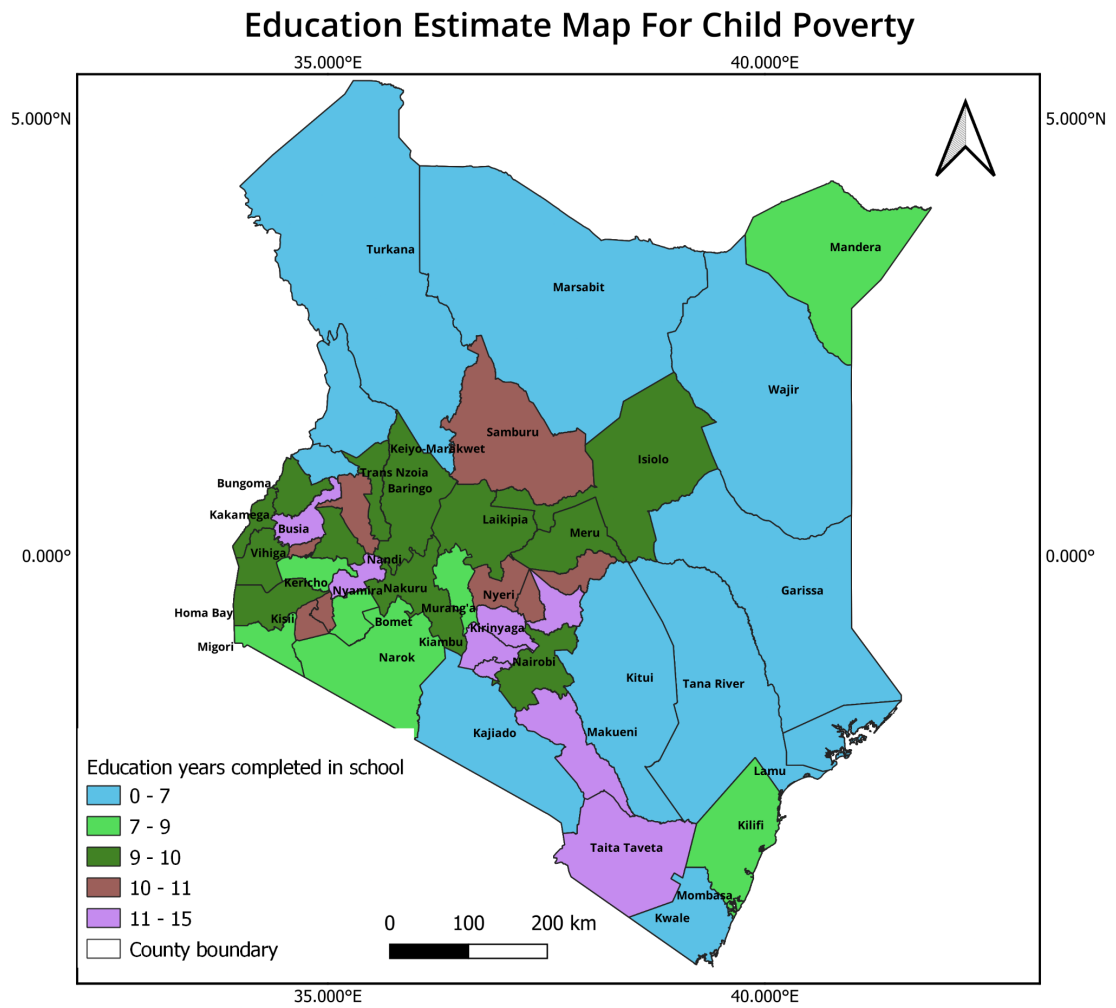 Education Estimate Map For Child Poverty
35.000°E 40.000°E
5.000°N 5.000°N
Mandera
Turkana
Marsabit
Wajir
Samburu
Keiyo-Marakwet
Isiolo
Trans Nzoia
Bungoma
Baringo
Kakamega
Laikipia
Busia
Meru
Vihiga
0.000° 0.000°
Nandi
Kericho
Nyamira
Nakuru
Nyeri
Garissa
Homa Bay
Kisii
Murang'a
Bomet
Kirinyaga
Migori
Kiambu
Narok
Nairobi
Kitui
Tana River
Kajiado
Makueni
Lamu
Kilifi
Taita Taveta
Mombasa
Kwale
Education years completed in school
0 - 7
7 - 9
9 - 10
10 - 11
11 - 15
County boundary
0 100 200 km
35.000°E 40.000°E